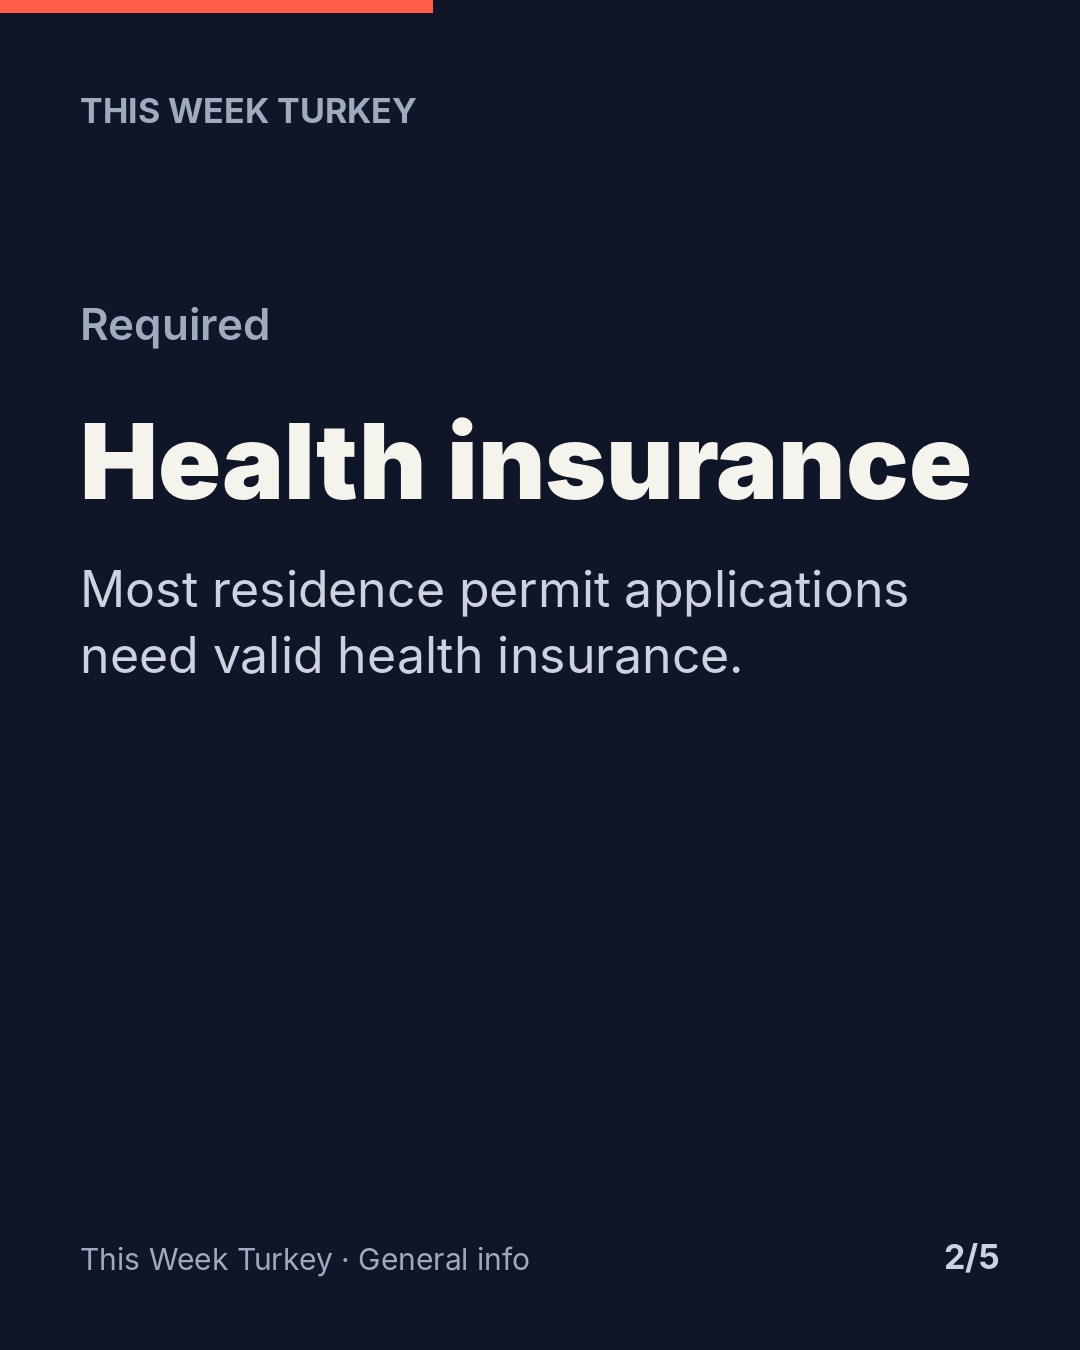 THIS WEEK TURKEY
Required
Health insurance
Most residence permit applications
need valid health insurance.
This Week Turkey · General info
2/5